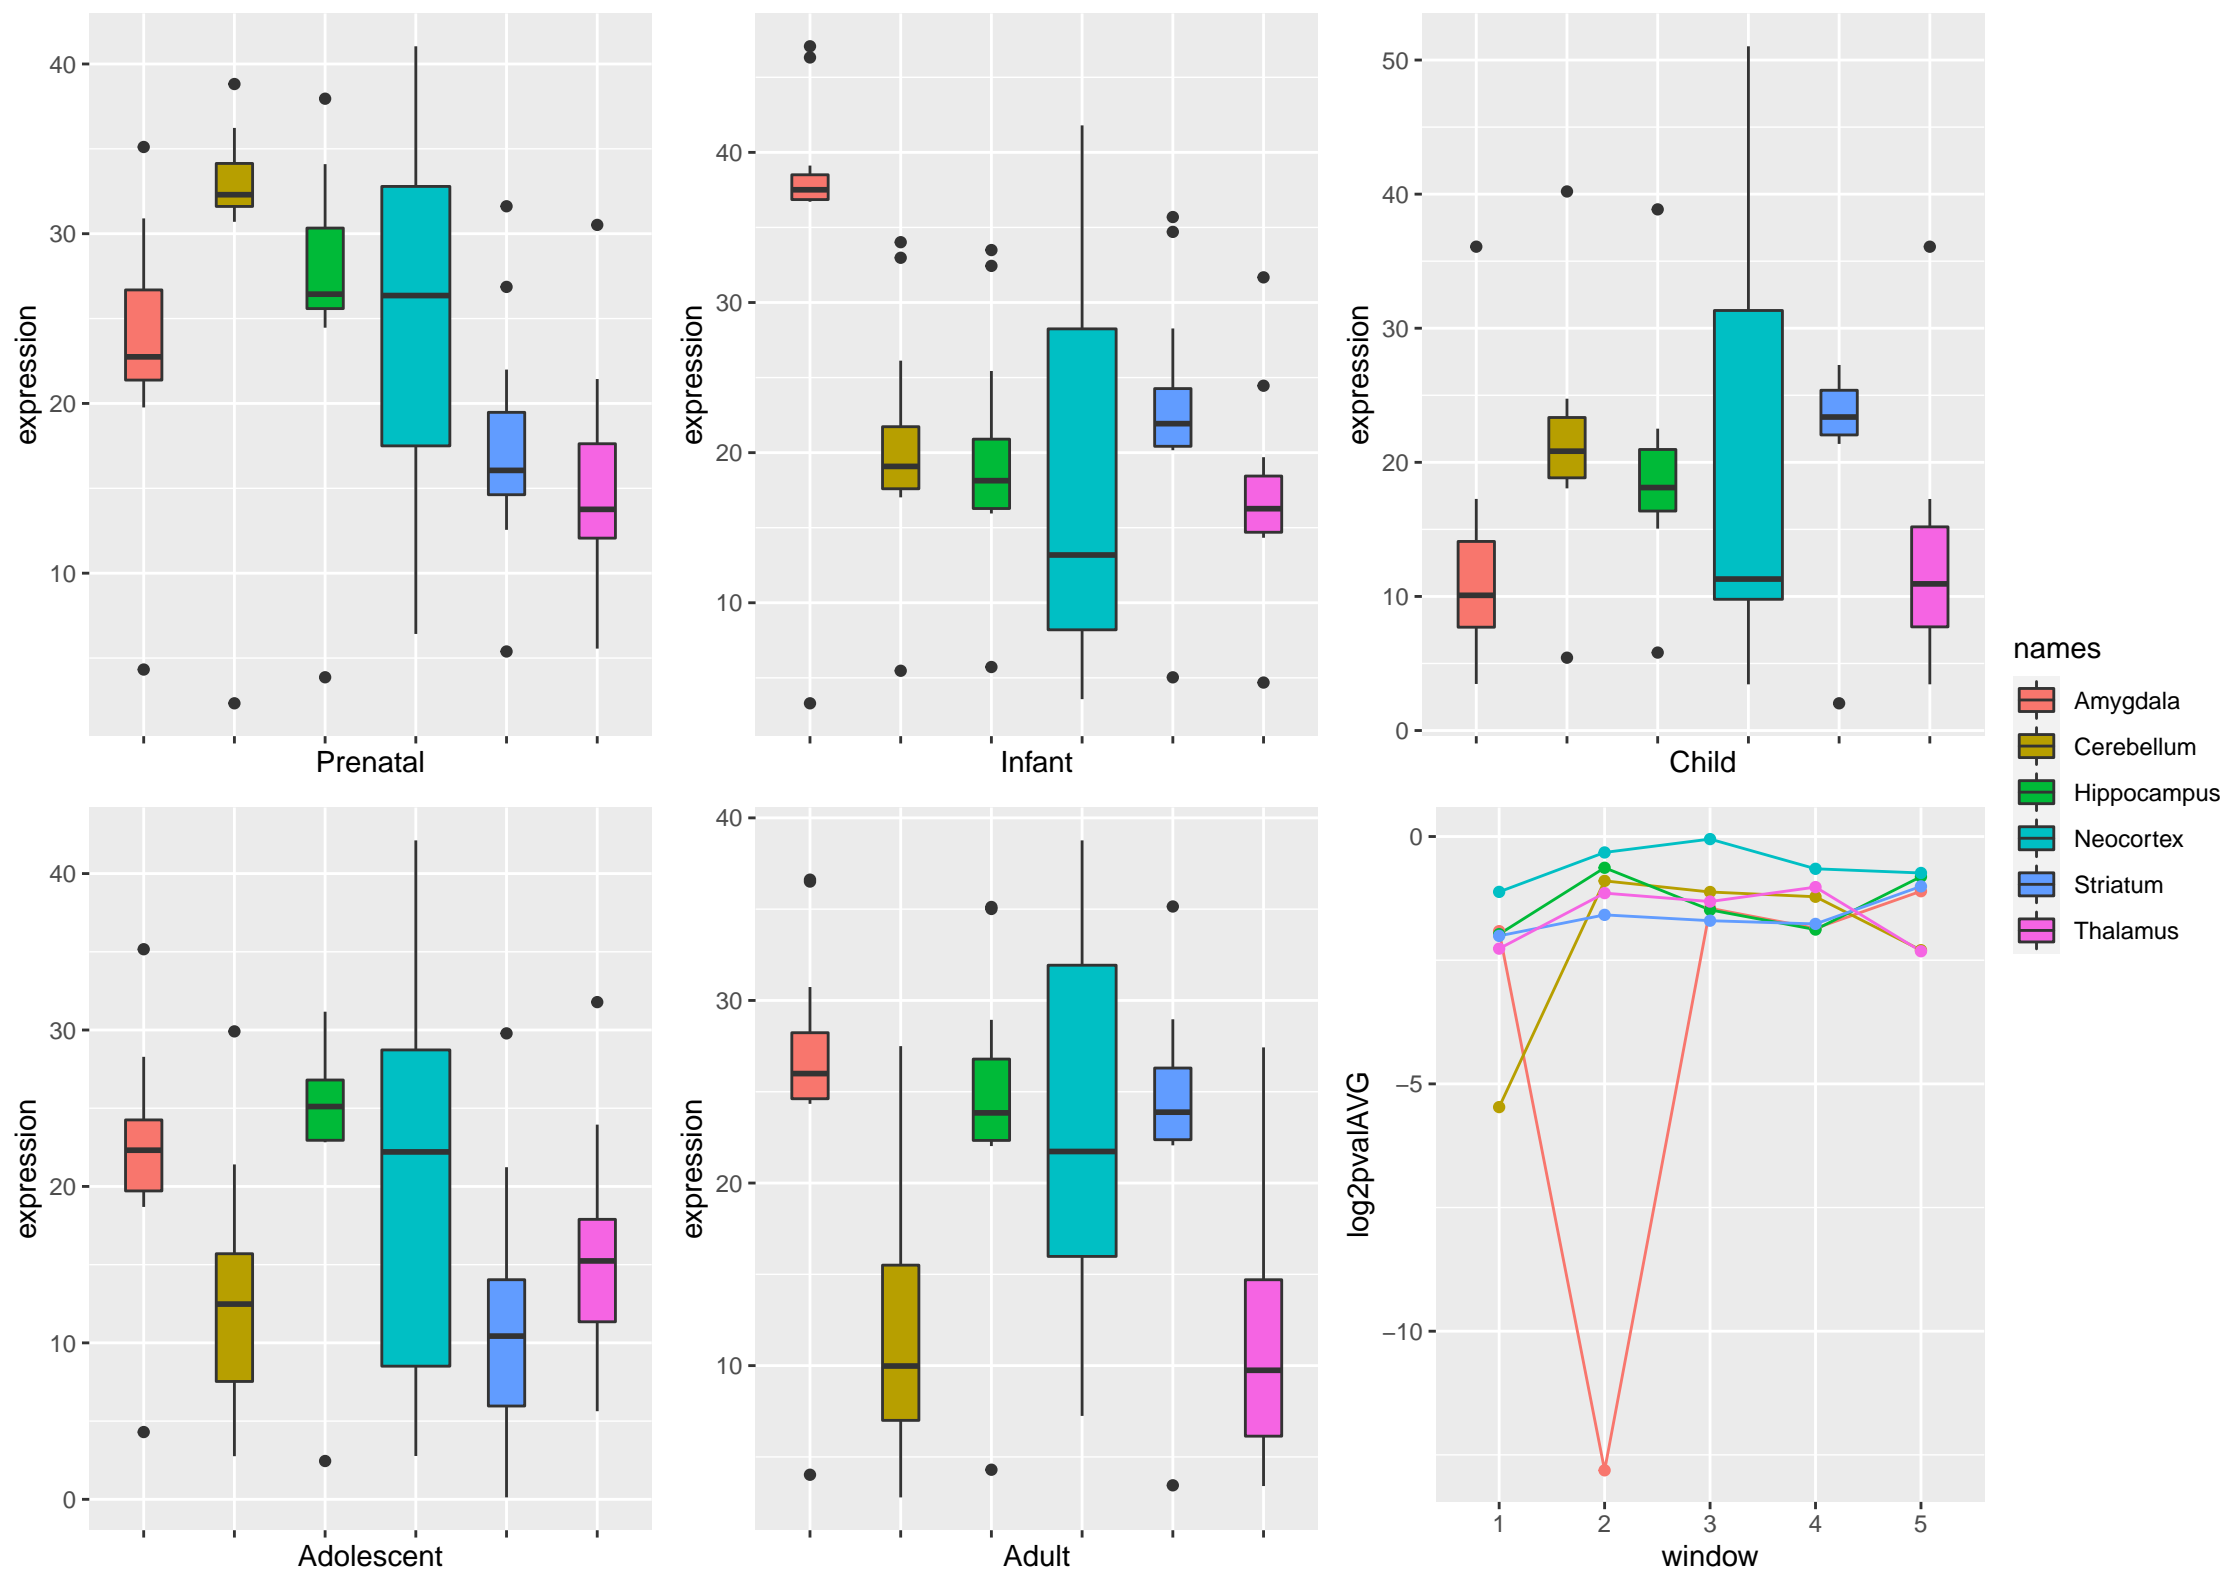 40
30
20
10
expression
Prenatal
40
30
20
10
expression
Infant
50
40
30
20
10
0
expression
Child
names
Amygdala
Cerebellum
Hippocampus
Neocortex
Striatum
Thalamus
40
30
20
10
0
expression
Adolescent
40
30
20
10
expression
Adult
0
−5
−10
log2pvalAVG
1 2 3 4 5
window